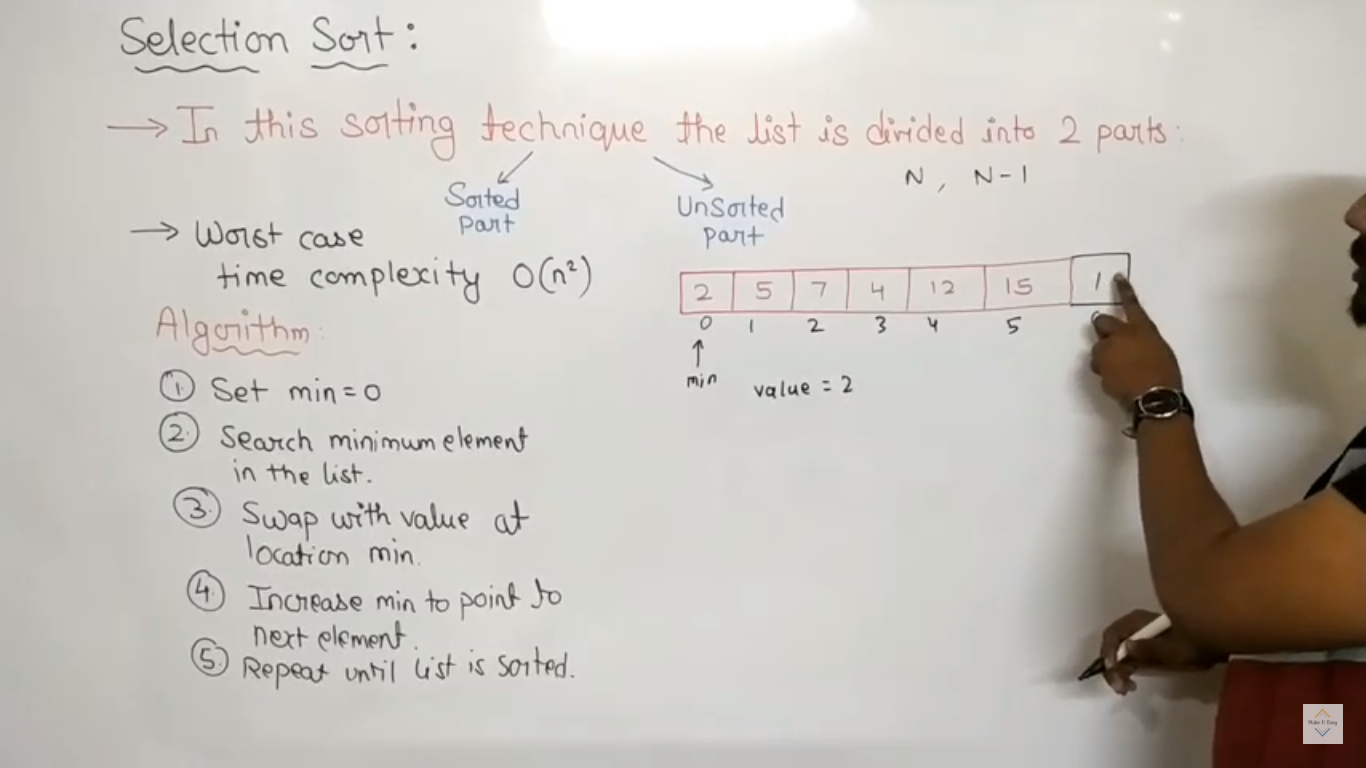 Selection Sort:
→ In this sorting technique the list is divided into 2 parts:
Sorted part
UnSorted part
N, N-1
→ Worst case
time complexity O(n²)
2 5 7 4 12 15 1
0 1 2 3 4 5
↑
min value = 2
Algorithm:
① Set min=0
② Search minimum element
in the list.
③ Swap with value at
location min.
④ Increase min to point to
next element.
⑤ Repeat until list is sorted.
Make It Easy